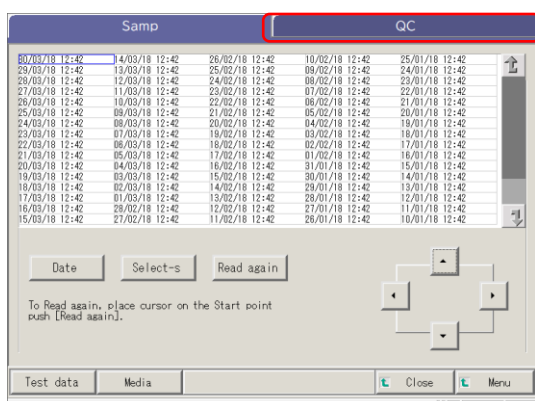 Samp QC
30/03/18 12:42 14/03/18 12:42 26/02/18 12:42 10/02/18 12:42 25/01/18 12:42
29/03/18 12:42 13/03/18 12:42 25/02/18 12:42 09/02/18 12:42 24/01/18 12:42
28/03/18 12:42 12/03/18 12:42 24/02/18 12:42 08/02/18 12:42 23/01/18 12:42
27/03/18 12:42 11/03/18 12:42 23/02/18 12:42 07/02/18 12:42 22/01/18 12:42
26/03/18 12:42 10/03/18 12:42 22/02/18 12:42 06/02/18 12:42 21/01/18 12:42
25/03/18 12:42 09/03/18 12:42 21/02/18 12:42 05/02/18 12:42 20/01/18 12:42
24/03/18 12:42 08/03/18 12:42 20/02/18 12:42 04/02/18 12:42 19/01/18 12:42
23/03/18 12:42 07/03/18 12:42 19/02/18 12:42 03/02/18 12:42 18/01/18 12:42
22/03/18 12:42 06/03/18 12:42 18/02/18 12:42 02/02/18 12:42 17/01/18 12:42
21/03/18 12:42 05/03/18 12:42 17/02/18 12:42 01/02/18 12:42 16/01/18 12:42
20/03/18 12:42 04/03/18 12:42 16/02/18 12:42 31/01/18 12:42 15/01/18 12:42
19/03/18 12:42 03/03/18 12:42 15/02/18 12:42 30/01/18 12:42 14/01/18 12:42
18/03/18 12:42 02/03/18 12:42 14/02/18 12:42 29/01/18 12:42 13/01/18 12:42
17/03/18 12:42 01/03/18 12:42 13/02/18 12:42 28/01/18 12:42 12/01/18 12:42
16/03/18 12:42 28/02/18 12:42 12/02/18 12:42 27/01/18 12:42 11/01/18 12:42
15/03/18 12:42 27/02/18 12:42 11/02/18 12:42 26/01/18 12:42 10/01/18 12:42
Date Select-s Read again
To Read again, place cursor on the Start point
push [Read again].
Test data Media Close Menu